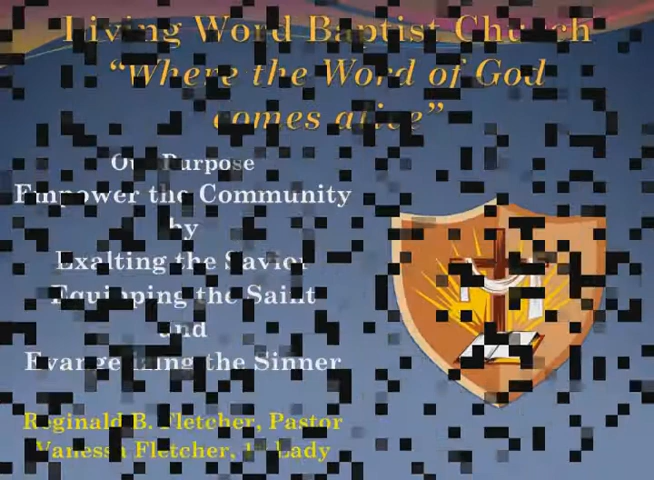 Living Word Baptist Church
“Where the Word of God
comes alive”
Our Purpose
Empower the Community
by
Exalting the Savior
Equipping the Saint
and
Evangelizing the Sinner
Reginald B. Fletcher, Pastor
Vanessa Fletcher, 1st Lady